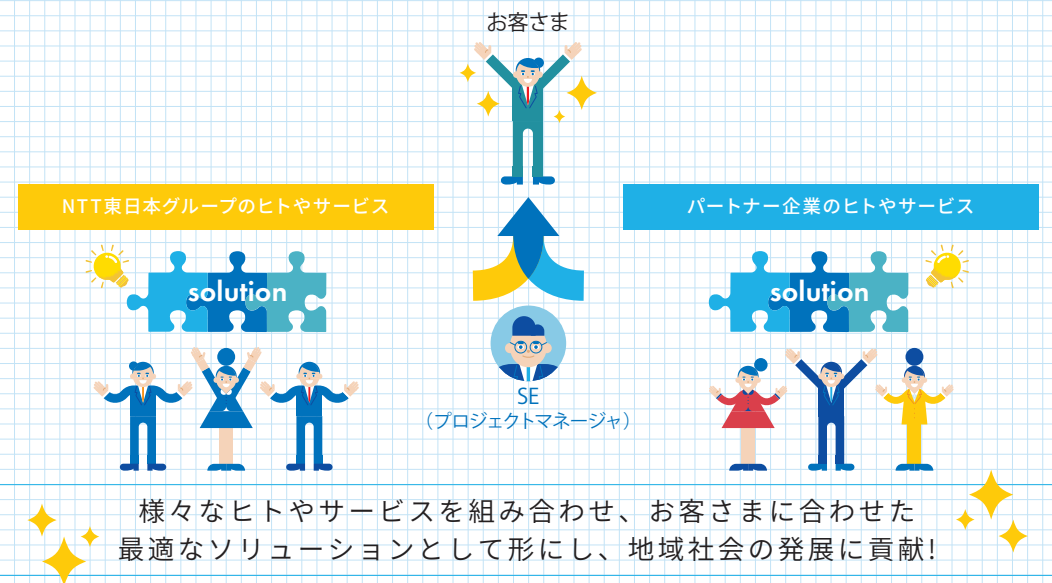 お客さま
NTT東日本グループのヒトやサービス
パートナー企業のヒトやサービス
solution
solution
SE
（プロジェクトマネージャ）
様々なヒトやサービスを組み合わせ、お客さまに合わせた
最適なソリューションとして形にし、地域社会の発展に貢献!